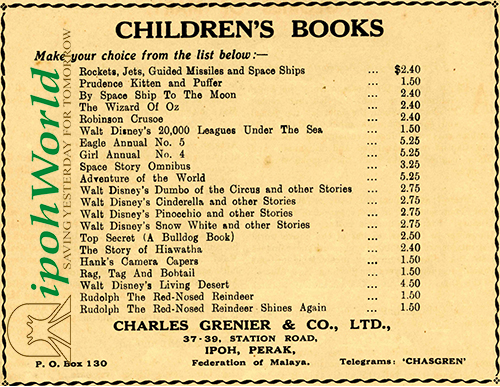 CHILDREN'S BOOKS
Make your choice from the list below:—
Rockets, Jets, Guided Missiles and Space Ships ... $2.40
Prudence Kitten and Puffer ... 1.50
By Space Ship To The Moon ... 2.40
The Wizard Of Oz ... 2.40
Robinson Crusoe ... 2.40
Walt Disney's 20,000 Leagues Under The Sea ... 1.50
Eagle Annual No. 5 ... 5.25
Girl Annual No. 4 ... 5.25
Space Story Omnibus ... 3.25
Adventure of the World ... 5.25
Walt Disney's Dumbo of the Circus and other Stories ... 2.75
Walt Disney's Cinderella and other Stories ... 2.75
Walt Disney's Pinocchio and other Stories ... 2.75
Walt Disney's Snow White and other Stories ... 2.75
Top Secret (A Bulldog Book) ... 2.50
The Story of Hiawatha ... 2.40
Hank's Camera Capers ... 1.50
Rag, Tag And Bobtail ... 1.50
Walt Disney's Living Desert ... 4.50
Rudolph The Red-Nosed Reindeer ... 1.50
Rudolph The Red-Nosed Reindeer Shines Again ... 1.50
CHARLES GRENIER & CO., LTD.,
37-39, STATION ROAD,
IPOH, PERAK,
P. O. Box 130 Federation of Malaya. Telegrams: 'CHASGREN'
ipohWorld
SAVING YESTERDAY FOR TOMORROW